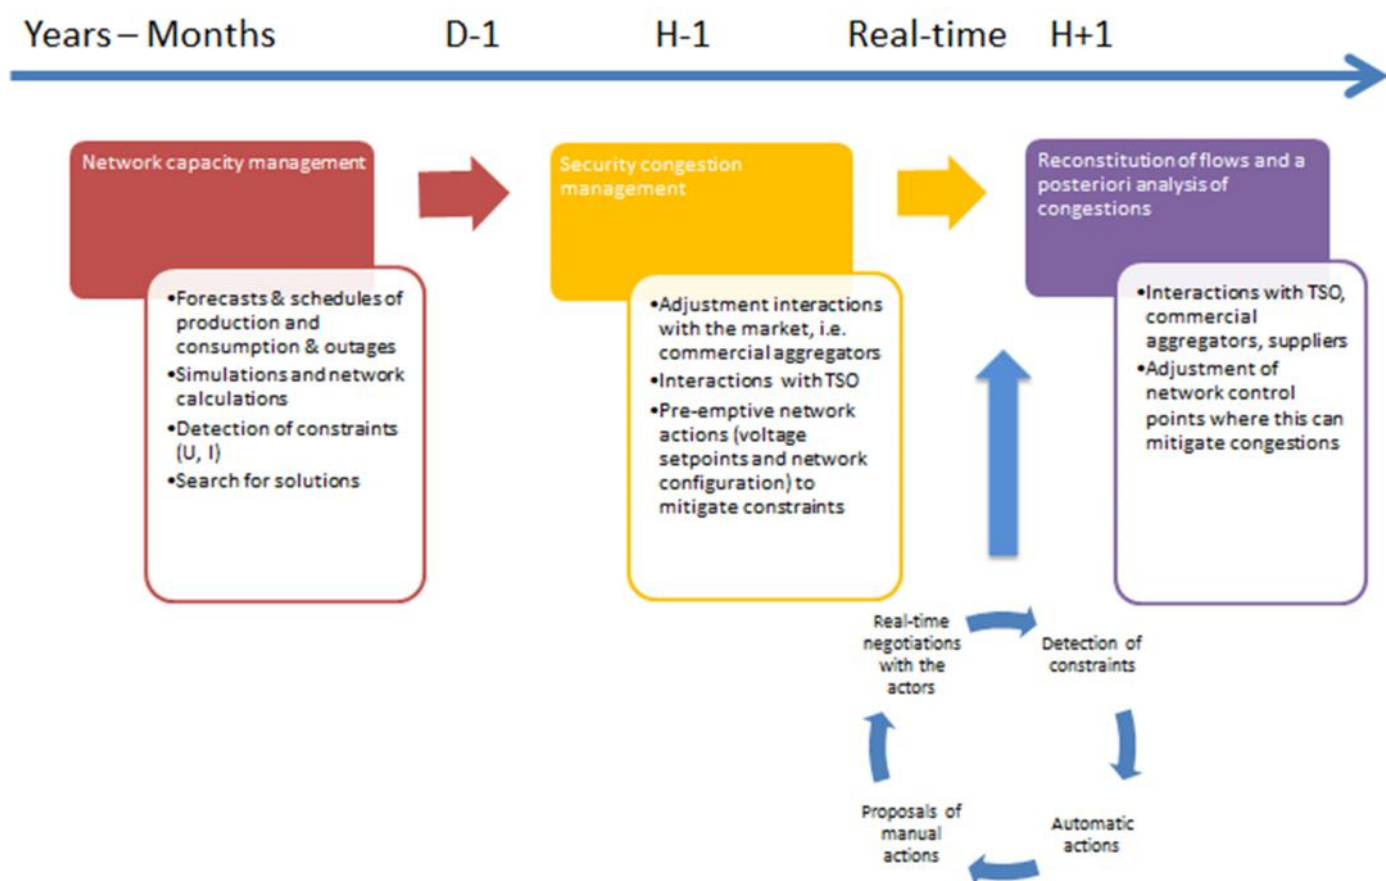 Years – Months
D-1
H-1
Real-time
H+1
Network capacity management
•Forecasts & schedules of
production and
consumption & outages
•Simulations and network
calculations
•Detection of constraints
(U, I)
•Search for solutions
Security congestion
management
•Adjustment interactions
with the market, i.e.
commercial aggregators
•Interactions with TSO
•Pre-emptive network
actions (voltage
setpoints and network
configuration) to
mitigate constraints
Reconstitution of flows and a
posteriori analysis of
congestions
•Interactions with TSO,
commercial
aggregators, suppliers
•Adjustment of
network control
points where this can
mitigate congestions
Real-time
negotiations
with the
actors
Detection of
constraints
Automatic
actions
Proposals of
manual
actions